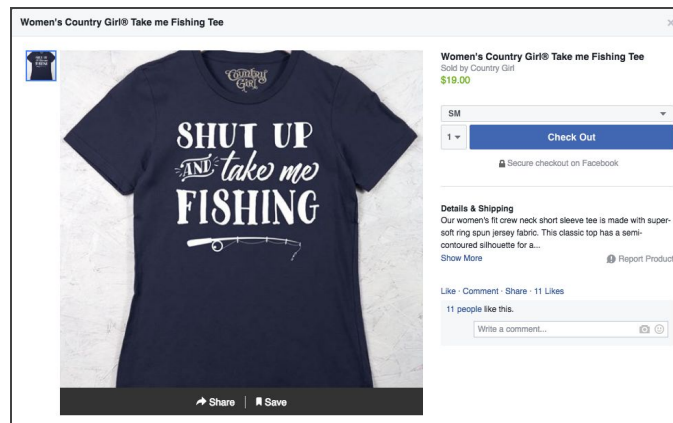 Women's Country Girl® Take me Fishing Tee
×
Country
Girl
SHUT UP
AND take me
FISHING
Share
Save
Women's Country Girl® Take me Fishing Tee
Sold by Country Girl
$19.00
SM
1
Check Out
Secure checkout on Facebook
Details & Shipping
Our women's fit crew neck short sleeve tee is made with super-
soft ring spun jersey fabric. This classic top has a semi-
contoured silhouette for a...
Show More
Report Product
Like · Comment · Share · 11 Likes
11 people like this.
Write a comment...